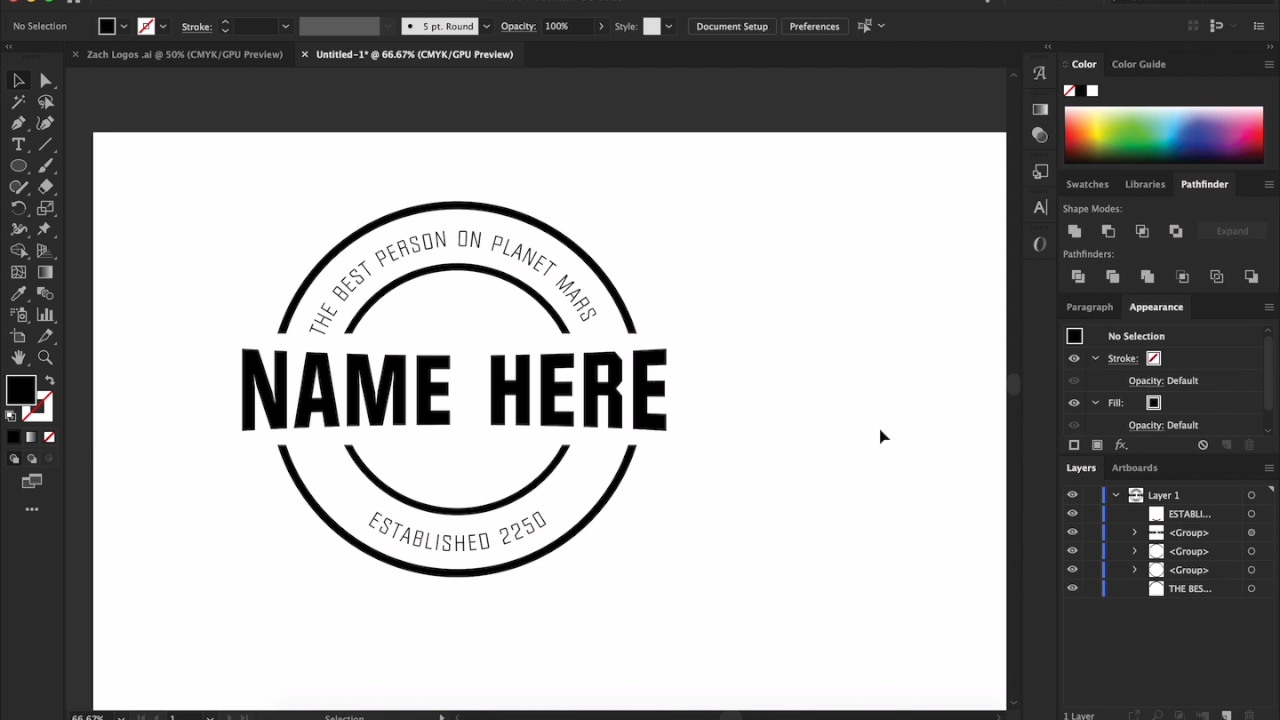 No Selection
Stroke:
5 pt. Round
Opacity:
100%
Style:
Document Setup
Preferences
Zach Logos .ai @ 50% (CMYK/GPU Preview)
Untitled-1* @ 66.67% (CMYK/GPU Preview)
THE BEST PERSON ON PLANET MARS
NAME HERE
ESTABLISHED 2250
Color
Color Guide
Swatches
Libraries
Pathfinder
Shape Modes:
Expand
Pathfinders:
Paragraph
Appearance
No Selection
Stroke:
Opacity: Default
Fill:
Opacity: Default
fx
Layers
Artboards
Layer 1
ESTABLI...
<Group>
<Group>
<Group>
THE BES...
1 Layer
66.67%
1
Selection